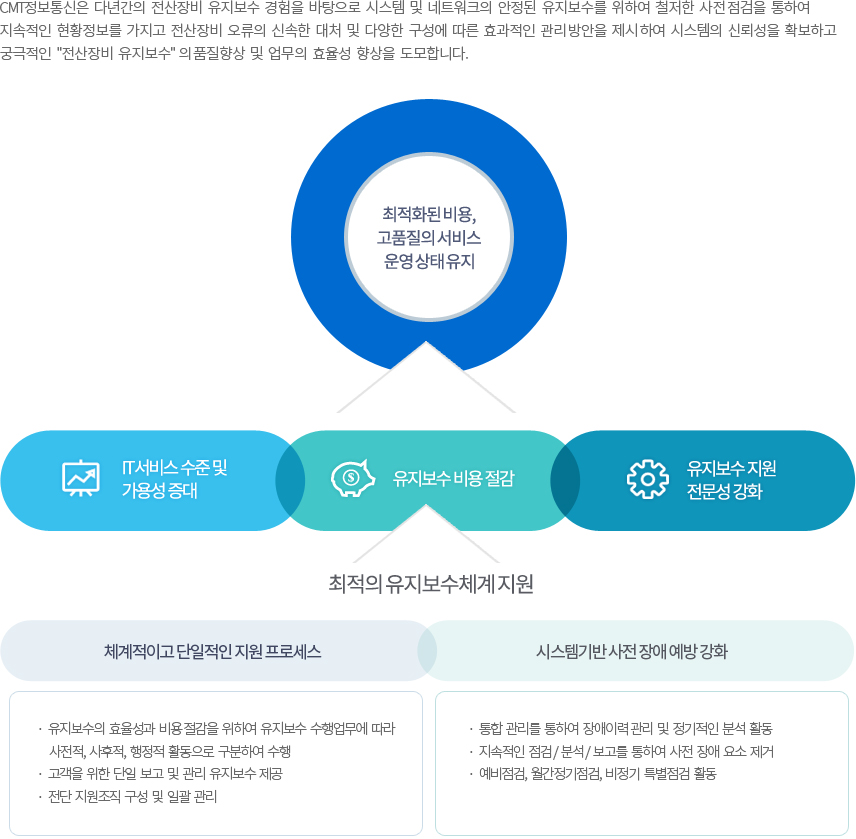 CMT정보통신은 다년간의 전산장비 유지보수 경험을 바탕으로 시스템 및 네트워크의 안정된 유지보수를 위하여 철저한 사전점검을 통하여
지속적인 현황정보를 가지고 전산장비 오류의 신속한 대처 및 다양한 구성에 따른 효과적인 관리방안을 제시하여 시스템의 신뢰성을 확보하고
궁극적인 "전산장비 유지보수" 의 품질향상 및 업무의 효율성 향상을 도모합니다.
최적화된 비용,
고품질의 서비스
운영 상태 유지
IT서비스 수준 및
가용성 증대
유지보수 비용 절감
유지보수 지원
전문성 강화
최적의 유지보수체계 지원
체계적이고 단일적인 지원 프로세스
시스템기반 사전 장애 예방 강화
· 유지보수의 효율성과 비용절감을 위하여 유지보수 수행업무에 따라
사전적, 사후적, 행정적 활동으로 구분하여 수행
· 고객을 위한 단일 보고 및 관리 유지보수 제공
· 전단 지원조직 구성 및 일괄 관리
· 통합 관리를 통하여 장애이력 관리 및 정기적인 분석 활동
· 지속적인 점검 / 분석 / 보고를 통하여 사전 장애 요소 제거
· 예비점검, 월간정기점검, 비정기 특별점검 활동